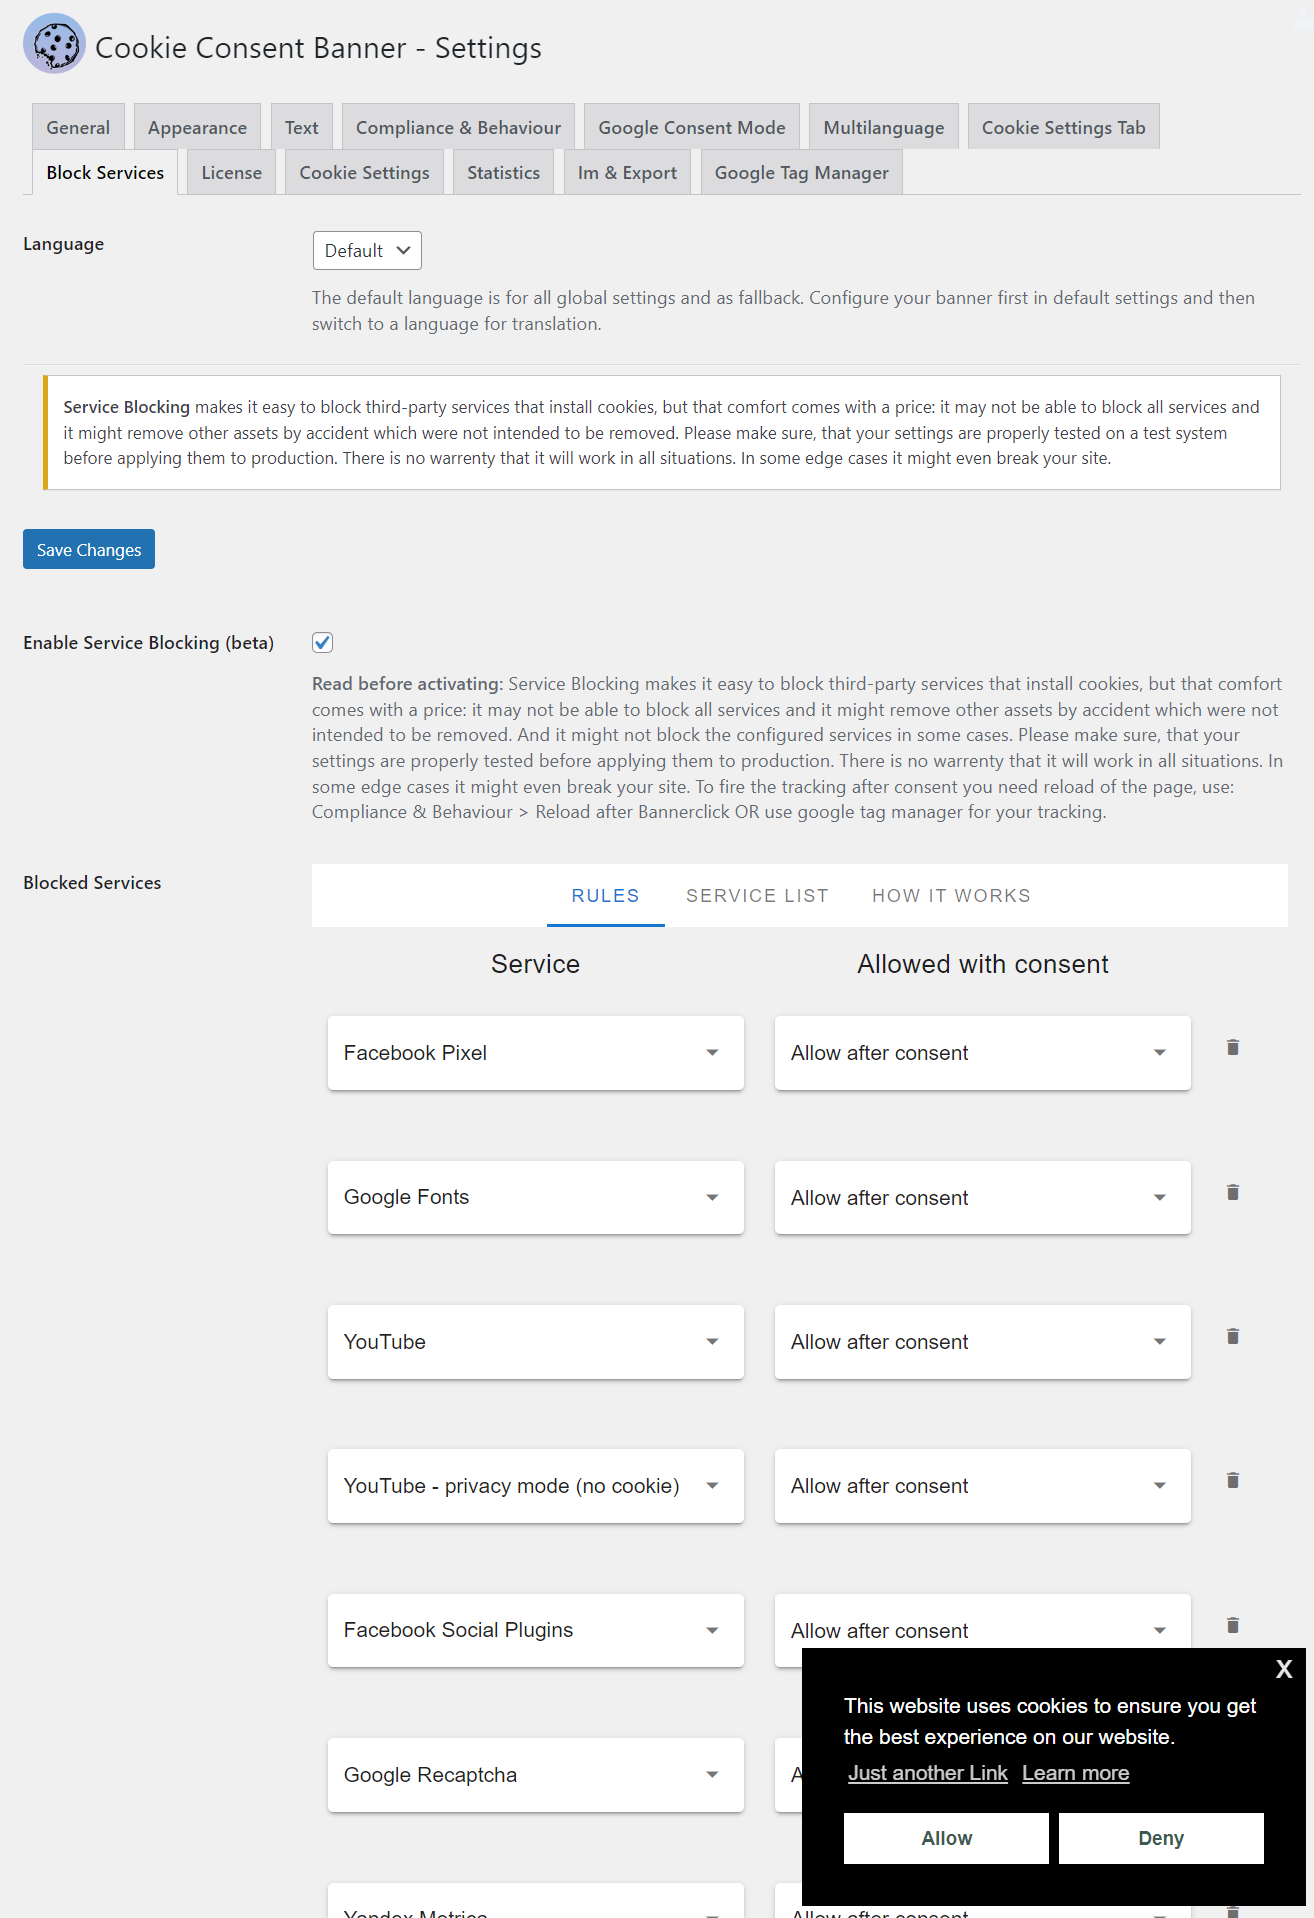 Cookie Consent Banner - Settings
General Appearance Text Compliance & Behaviour Google Consent Mode Multilanguage Cookie Settings Tab
Block Services License Cookie Settings Statistics Im & Export Google Tag Manager
Language
Default
The default language is for all global settings and as fallback. Configure your banner first in default settings and then
switch to a language for translation.
Service Blocking makes it easy to block third-party services that install cookies, but that comfort comes with a price: it may not be able to block all services and
it might remove other assets by accident which were not intended to be removed. Please make sure, that your settings are properly tested on a test system
before applying them to production. There is no warrenty that it will work in all situations. In some edge cases it might even break your site.
Save Changes
Enable Service Blocking (beta)
Read before activating: Service Blocking makes it easy to block third-party services that install cookies, but that comfort
comes with a price: it may not be able to block all services and it might remove other assets by accident which were not
intended to be removed. And it might not block the configured services in some cases. Please make sure, that your
settings are properly tested before applying them to production. There is no warrenty that it will work in all situations. In
some edge cases it might even break your site. To fire the tracking after consent you need reload of the page, use:
Compliance & Behaviour > Reload after Bannerclick OR use google tag manager for your tracking.
Blocked Services
RULES SERVICE LIST HOW IT WORKS
Service Allowed with consent
Facebook Pixel Allow after consent
Google Fonts Allow after consent
YouTube Allow after consent
YouTube - privacy mode (no cookie) Allow after consent
Facebook Social Plugins Allow after consent
Google Recaptcha A
Yandex Metrica Allow after consent
X
This website uses cookies to ensure you get
the best experience on our website.
Just another Link Learn more
Allow Deny